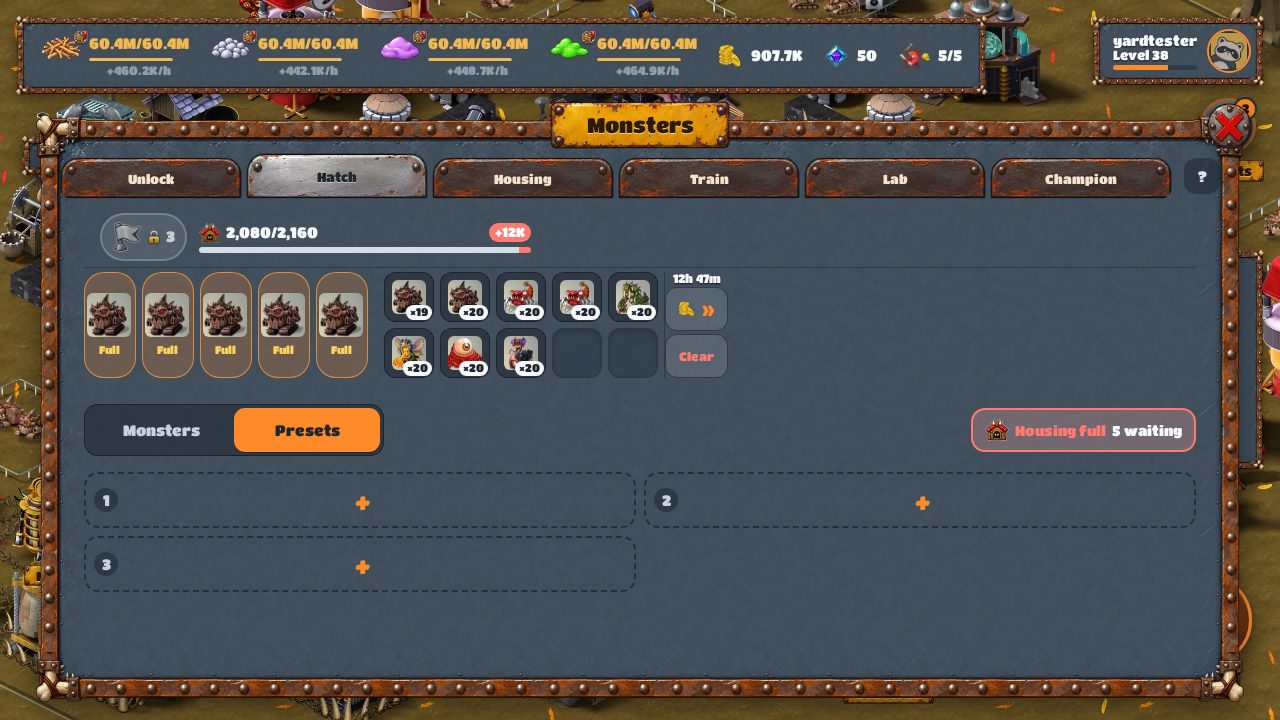 60.4M/60.4M
+460.2K/h
60.4M/60.4M
+442.1K/h
60.4M/60.4M
+448.7K/h
60.4M/60.4M
+464.9K/h
907.7K
50
5/5
yardtester
Level 38
Monsters
Unlock
Hatch
Housing
Train
Lab
Champion
?
3
2,080/2,160
+12K
Full
Full
Full
Full
Full
×19
×20
×20
×20
×20
×20
×20
×20
12h 47m
Clear
Monsters
Presets
Housing full 5 waiting
1
+
2
+
3
+